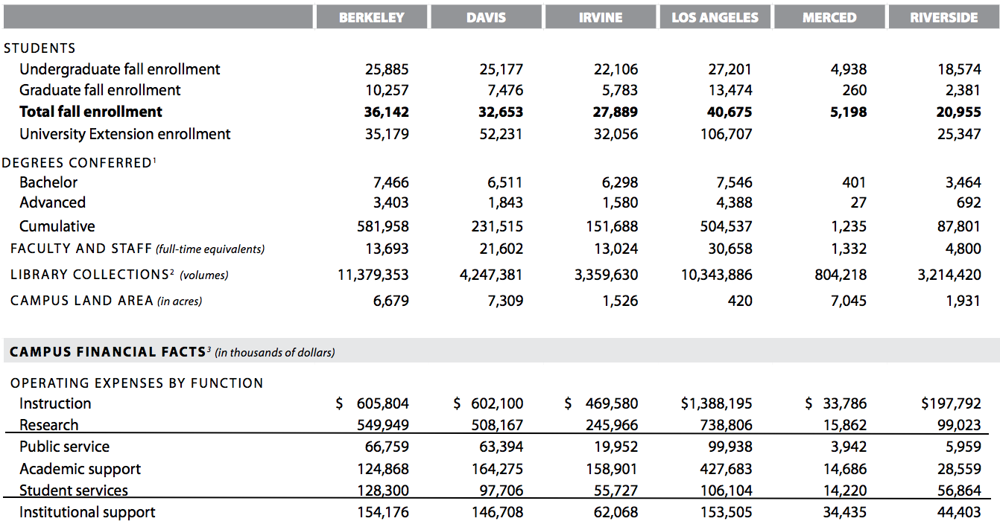 BERKELEY DAVIS IRVINE LOS ANGELES MERCED RIVERSIDE
STUDENTS
Undergraduate fall enrollment 25,885 25,177 22,106 27,201 4,938 18,574
Graduate fall enrollment 10,257 7,476 5,783 13,474 260 2,381
Total fall enrollment 36,142 32,653 27,889 40,675 5,198 20,955
University Extension enrollment 35,179 52,231 32,056 106,707 25,347
DEGREES CONFERRED¹
Bachelor 7,466 6,511 6,298 7,546 401 3,464
Advanced 3,403 1,843 1,580 4,388 27 692
Cumulative 581,958 231,515 151,688 504,537 1,235 87,801
FACULTY AND STAFF (full-time equivalents) 13,693 21,602 13,024 30,658 1,332 4,800
LIBRARY COLLECTIONS² (volumes) 11,379,353 4,247,381 3,359,630 10,343,886 804,218 3,214,420
CAMPUS LAND AREA (in acres) 6,679 7,309 1,526 420 7,045 1,931
CAMPUS FINANCIAL FACTS³ (in thousands of dollars)
OPERATING EXPENSES BY FUNCTION
Instruction $ 605,804 $ 602,100 $ 469,580 $1,388,195 $ 33,786 $197,792
Research 549,949 508,167 245,966 738,806 15,862 99,023
Public service 66,759 63,394 19,952 99,938 3,942 5,959
Academic support 124,868 164,275 158,901 427,683 14,686 28,559
Student services 128,300 97,706 55,727 106,104 14,220 56,864
Institutional support 154,176 146,708 62,068 153,505 34,435 44,403